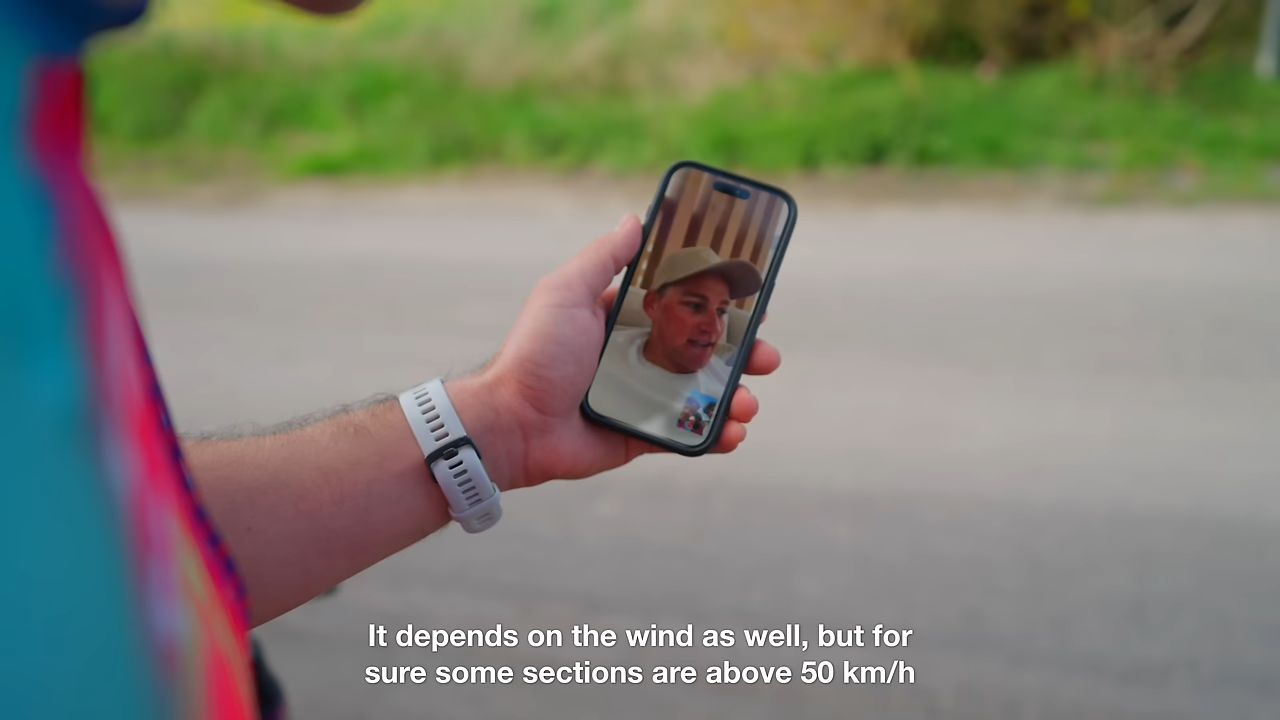 It depends on the wind as well, but for
sure some sections are above 50 km/h